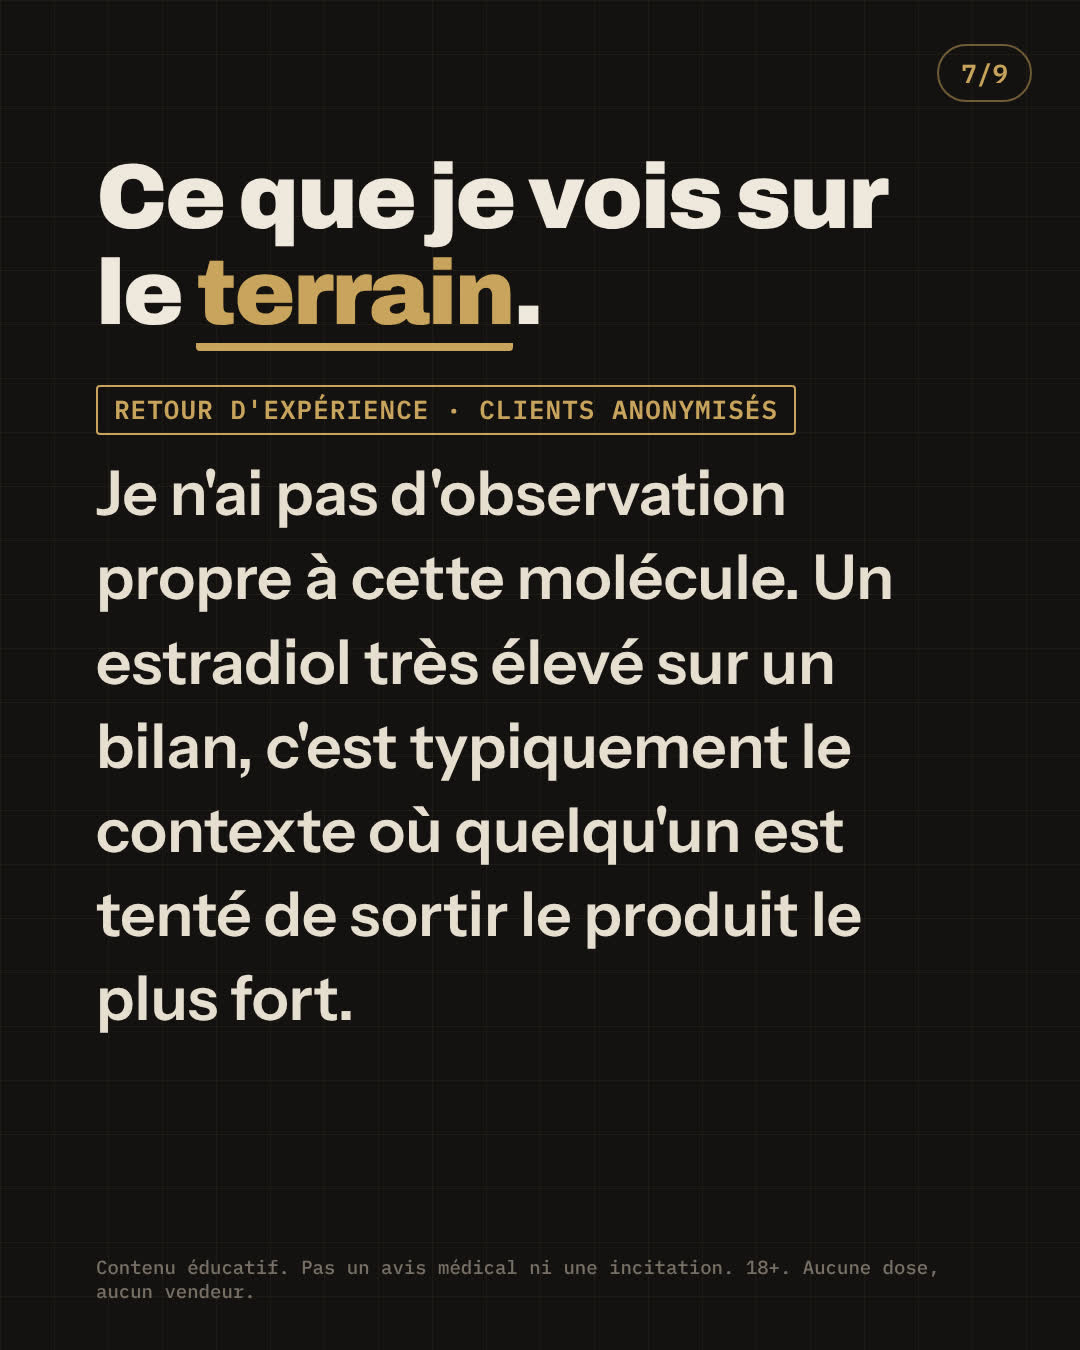 7/9
Ce que je vois sur
le terrain.
RETOUR D'EXPÉRIENCE · CLIENTS ANONYMISÉS
Je n'ai pas d'observation
propre à cette molécule. Un
estradiol très élevé sur un
bilan, c'est typiquement le
contexte où quelqu'un est
tenté de sortir le produit le
plus fort.
Contenu éducatif. Pas un avis médical ni une incitation. 18+. Aucune dose,
aucun vendeur.